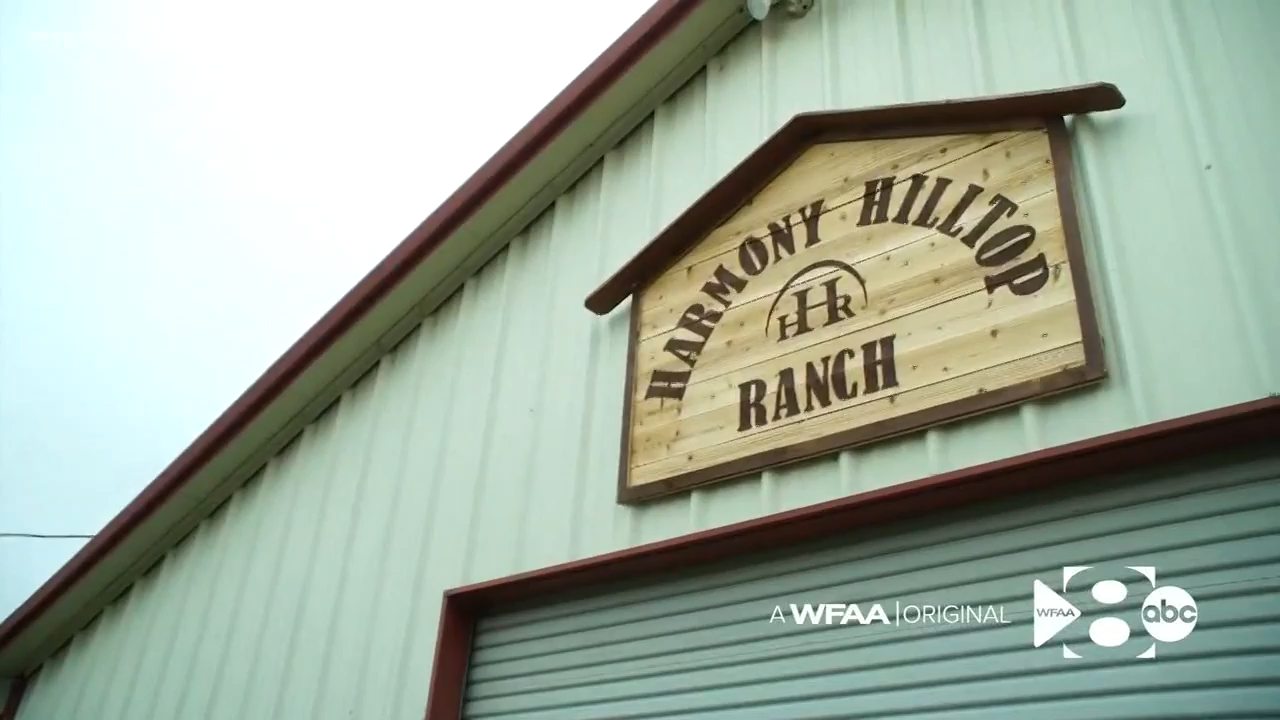 HARMONY HILLTOP
HHR
RANCH
A WFAA | ORIGINAL
WFAA 8 abc